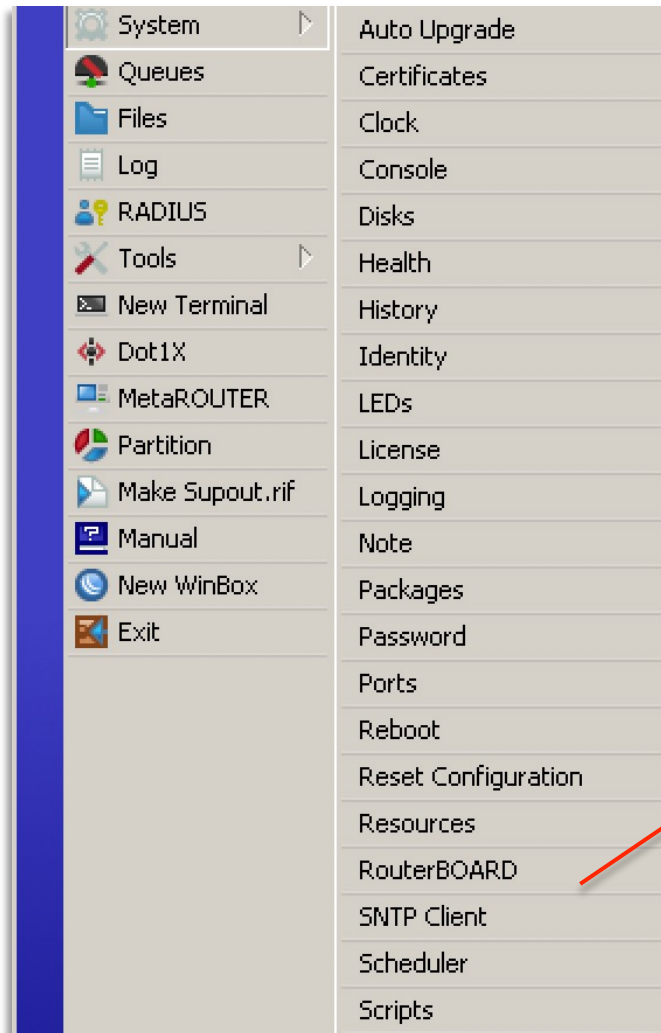 System
Queues
Files
Log
RADIUS
Tools
New Terminal
Dot1X
MetaROUTER
Partition
Make Supout.rif
Manual
New WinBox
Exit
Auto Upgrade
Certificates
Clock
Console
Disks
Health
History
Identity
LEDs
License
Logging
Note
Packages
Password
Ports
Reboot
Reset Configuration
Resources
RouterBOARD
SNTP Client
Scheduler
Scripts